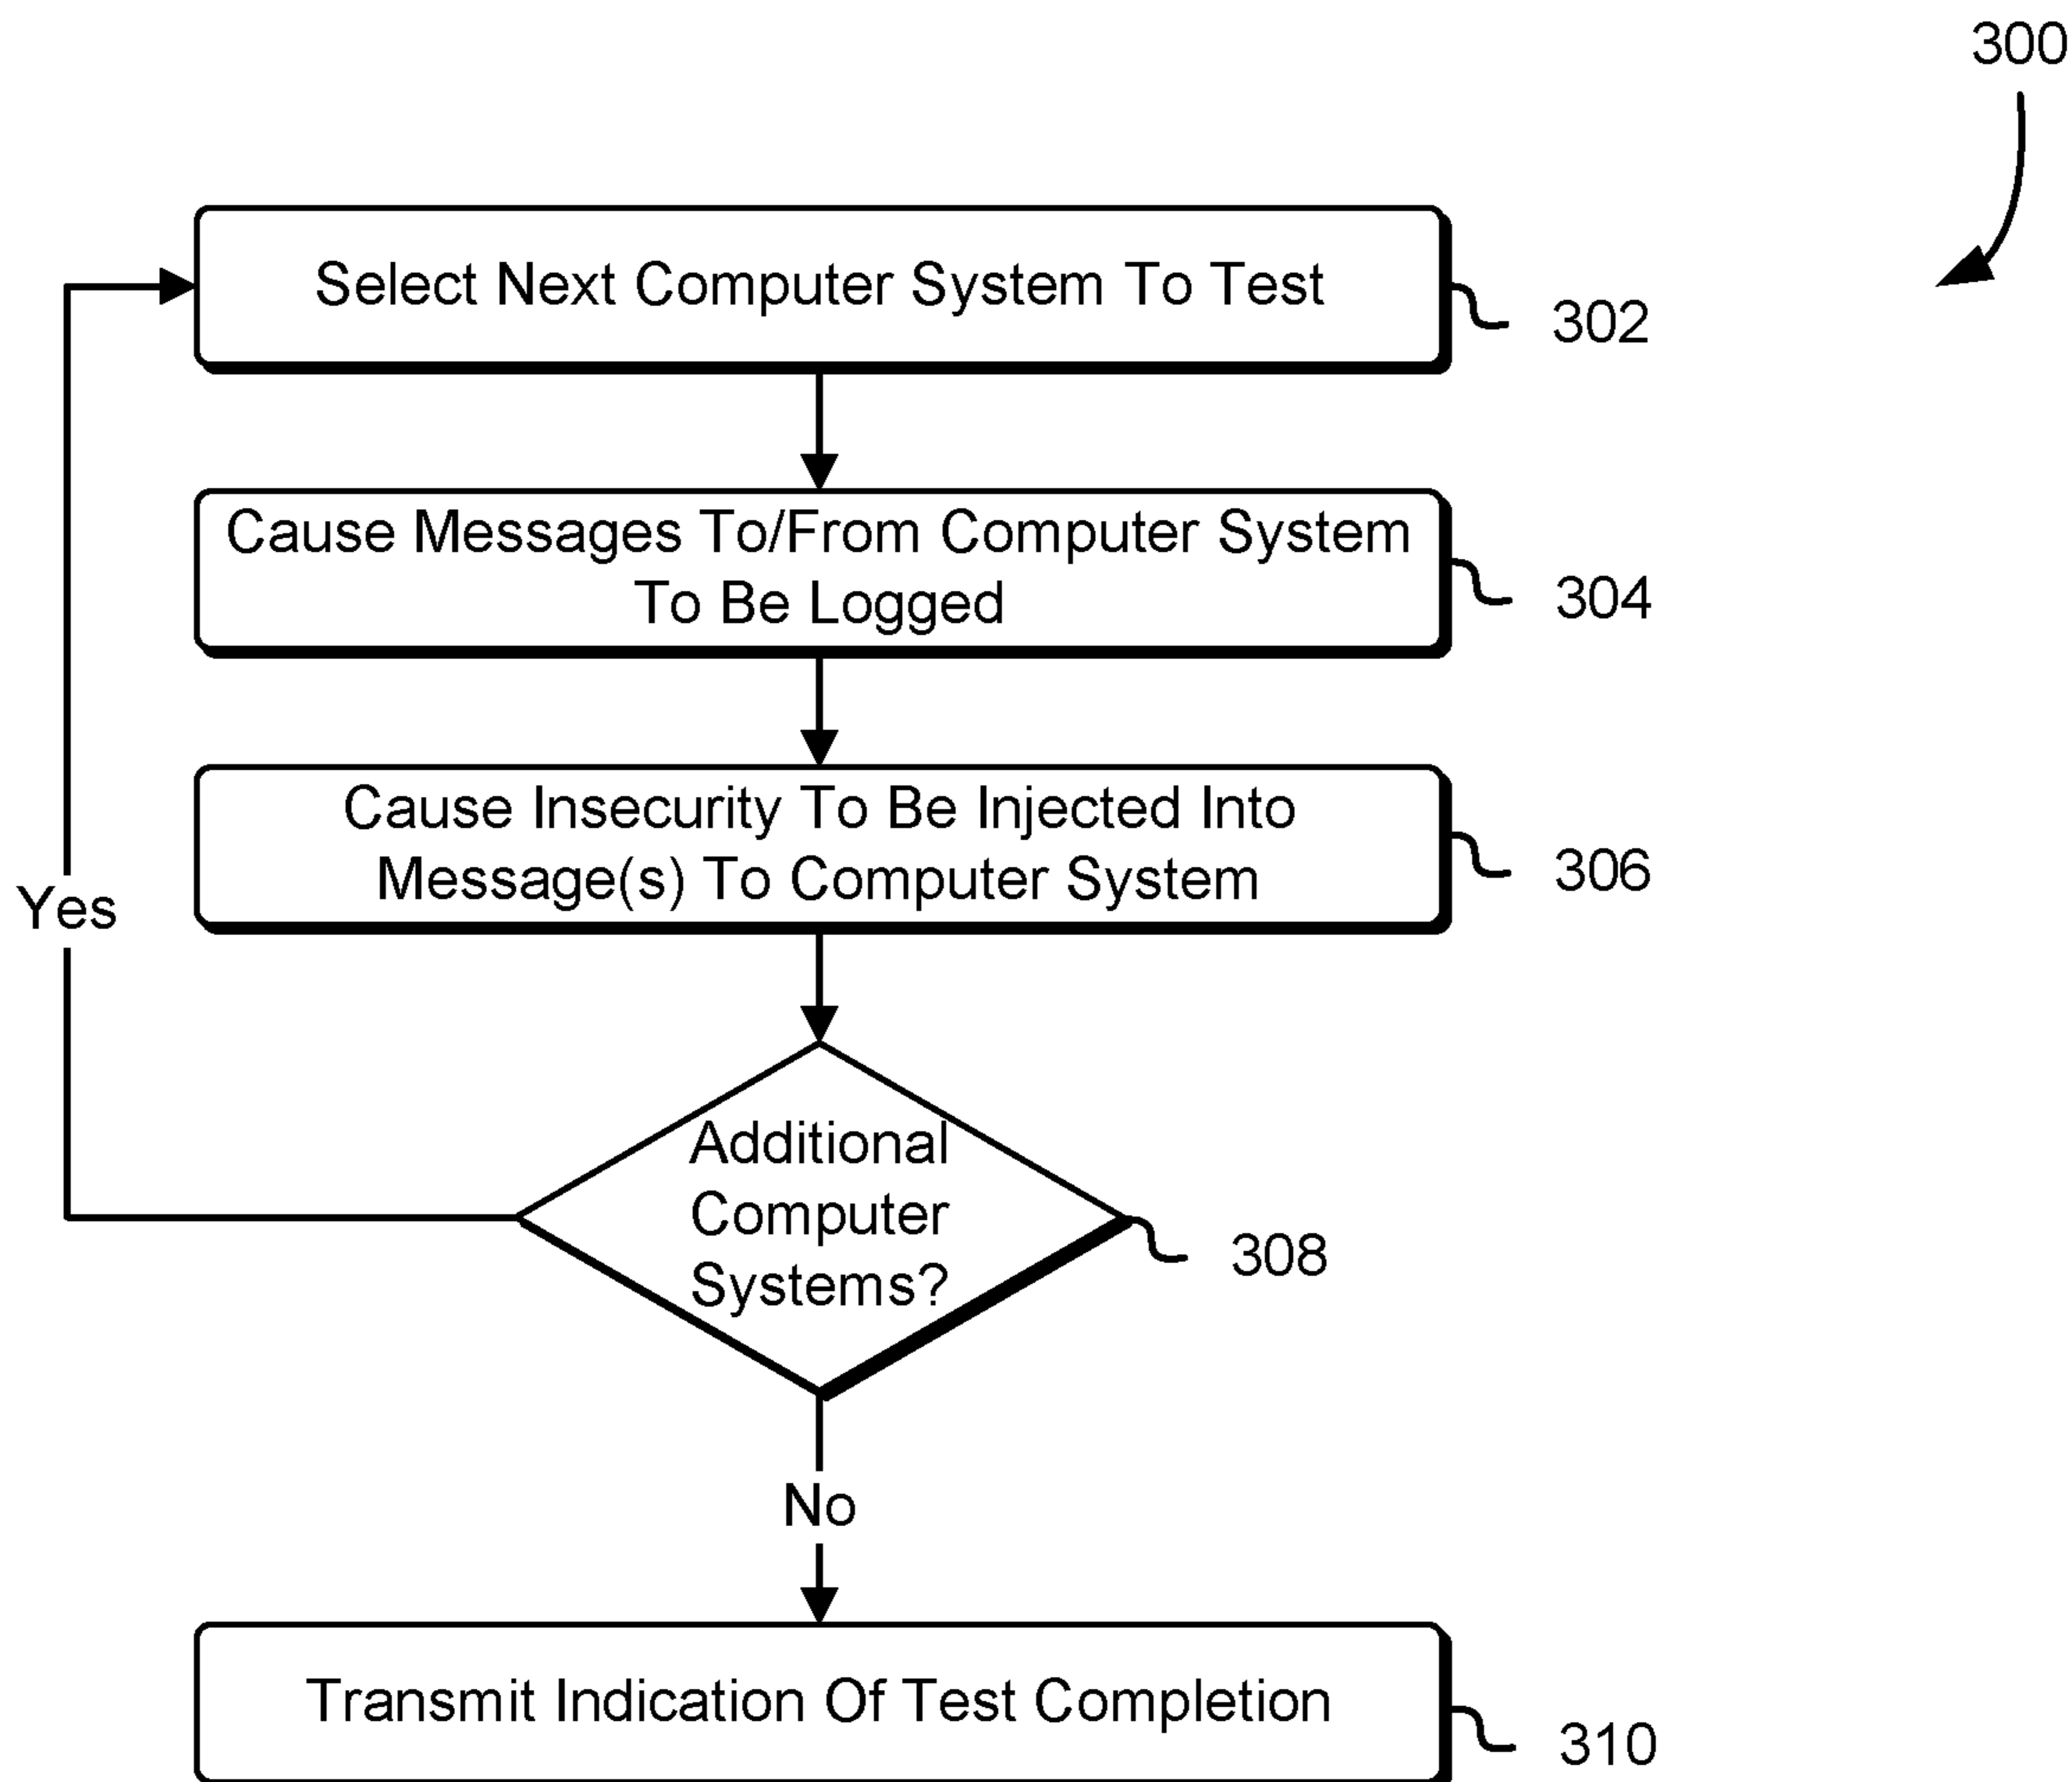 300
Select Next Computer System To Test
302
Cause Messages To/From Computer System
To Be Logged
304
Cause Insecurity To Be Injected Into
Message(s) To Computer System
306
Yes
Additional
Computer
Systems?
308
No
Transmit Indication Of Test Completion
310